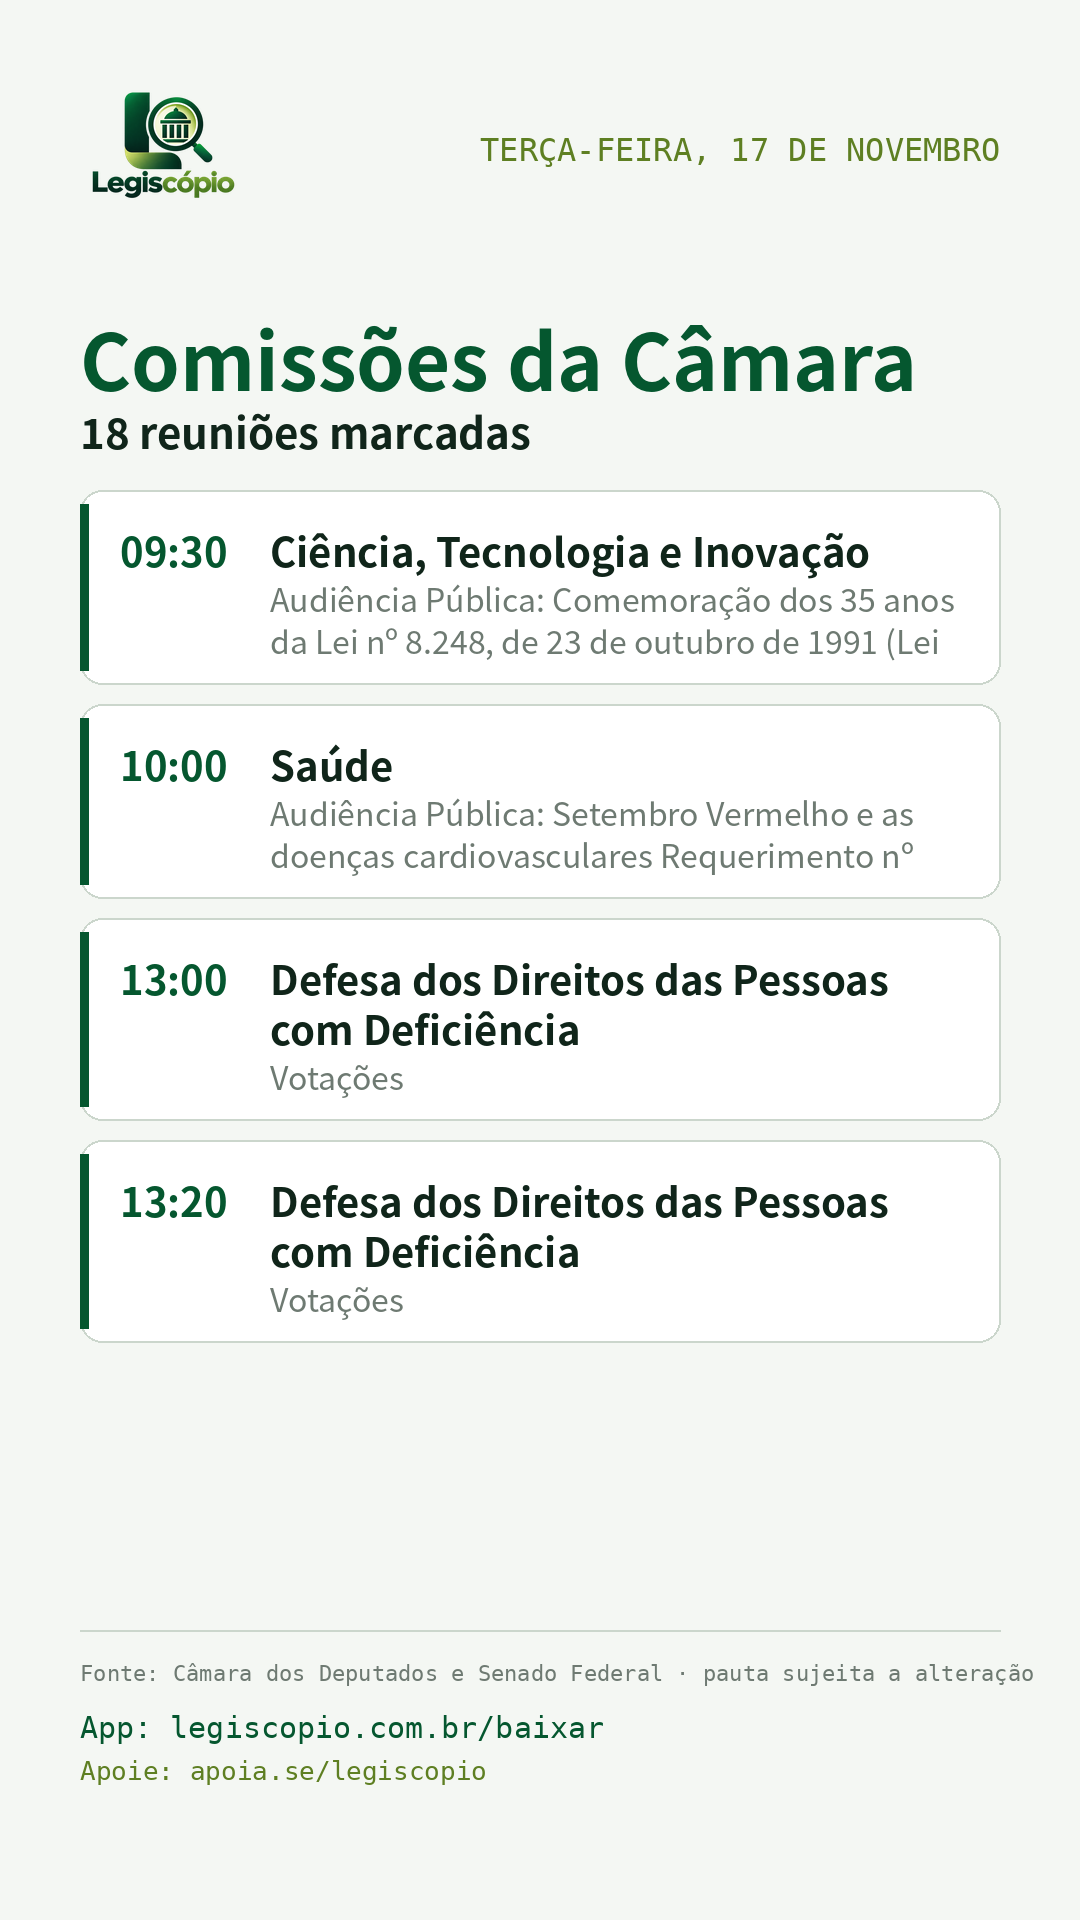 Legiscópio
TERÇA-FEIRA, 17 DE NOVEMBRO
Comissões da Câmara
18 reuniões marcadas
09:30
Ciência, Tecnologia e Inovação
Audiência Pública: Comemoração dos 35 anos
da Lei nº 8.248, de 23 de outubro de 1991 (Lei
10:00
Saúde
Audiência Pública: Setembro Vermelho e as
doenças cardiovasculares Requerimento nº
13:00
Defesa dos Direitos das Pessoas
com Deficiência
Votações
13:20
Defesa dos Direitos das Pessoas
com Deficiência
Votações
Fonte: Câmara dos Deputados e Senado Federal · pauta sujeita a alteração
App: legiscopio.com.br/baixar
Apoie: apoia.se/legiscopio